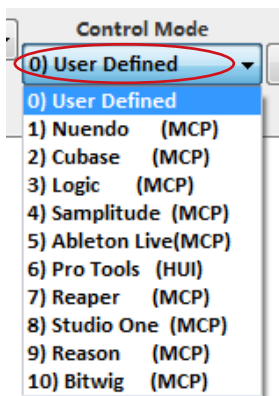 Control Mode
0) User Defined
0) User Defined
1) Nuendo (MCP)
2) Cubase (MCP)
3) Logic (MCP)
4) Samplitude (MCP)
5) Ableton Live(MCP)
6) Pro Tools (HUI)
7) Reaper (MCP)
8) Studio One (MCP)
9) Reason (MCP)
10) Bitwig (MCP)